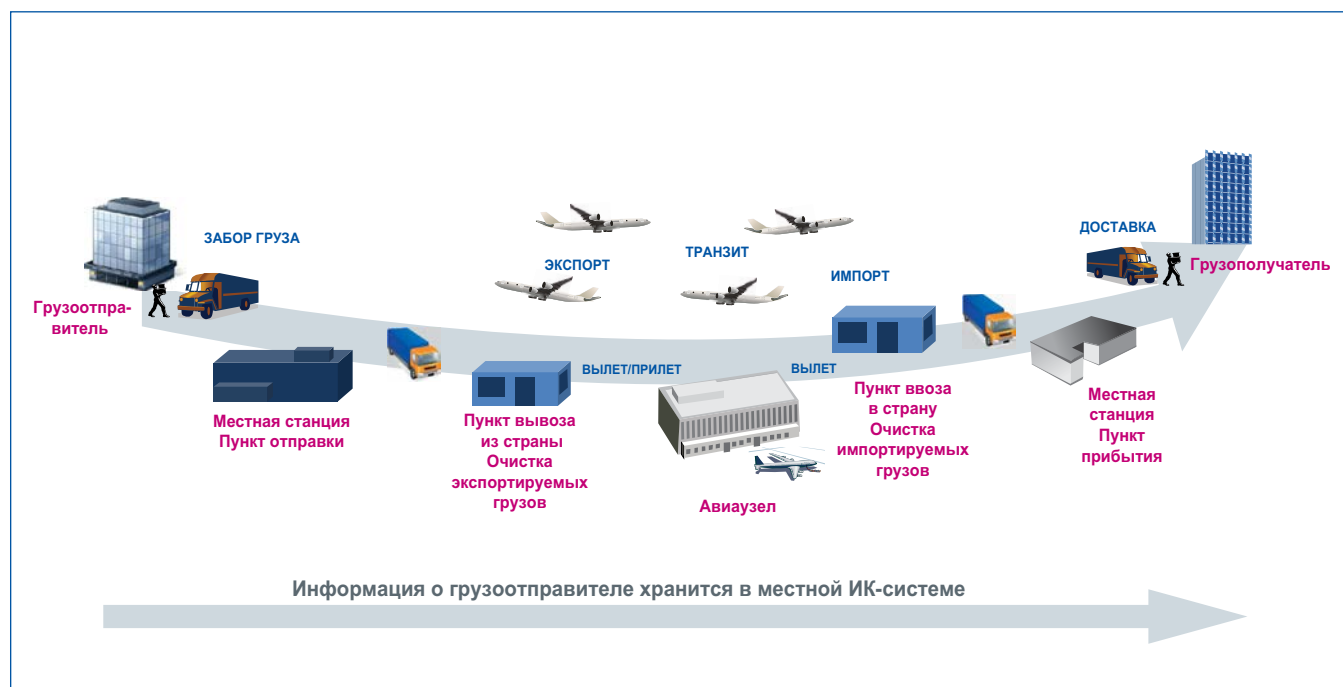 ЗАБОР ГРУЗА
Грузоотпра-
витель
Местная станция
Пункт отправки
ЭКСПОРТ
ТРАНЗИТ
ИМПОРТ
ДОСТАВКА
Грузополучатель
ВЫЛЕТ/ПРИЛЕТ
ВЫЛЕТ
Пункт вывоза
из страны
Очистка
экспортируемых
грузов
Авиаузел
Пункт ввоза
в страну
Очистка
импортируемых
грузов
Местная
станция
Пункт
прибытия
Информация о грузоотправителе хранится в местной ИК-системе